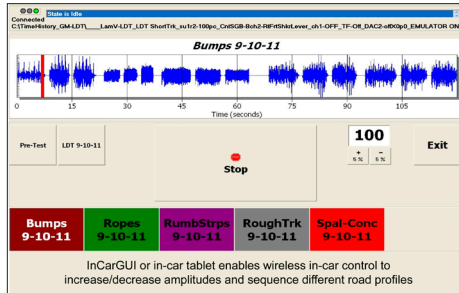 State is Idle
Connected
C:\TimeHistory_GM-LDT\____LamV-LDT_LDT ShortTrk_su1r2-100pc_CntSGB-Bch2-RtFrtShkrLever_ch1-OFF_TF-Off_DAC2-offX0p0_EMULATOR ON
Bumps 9-10-11
0 15 30 45 60 75 90 105
Time (seconds)
Pre-Test
LDT 9-10-11
Stop
100
+ –
5 % 5 %
Exit
Bumps Ropes RumbStrps RoughTrk Spal-Conc
9-10-11 9-10-11 9-10-11 9-10-11 9-10-11
InCarGUI or in-car tablet enables wireless in-car control to
increase/decrease amplitudes and sequence different road profiles